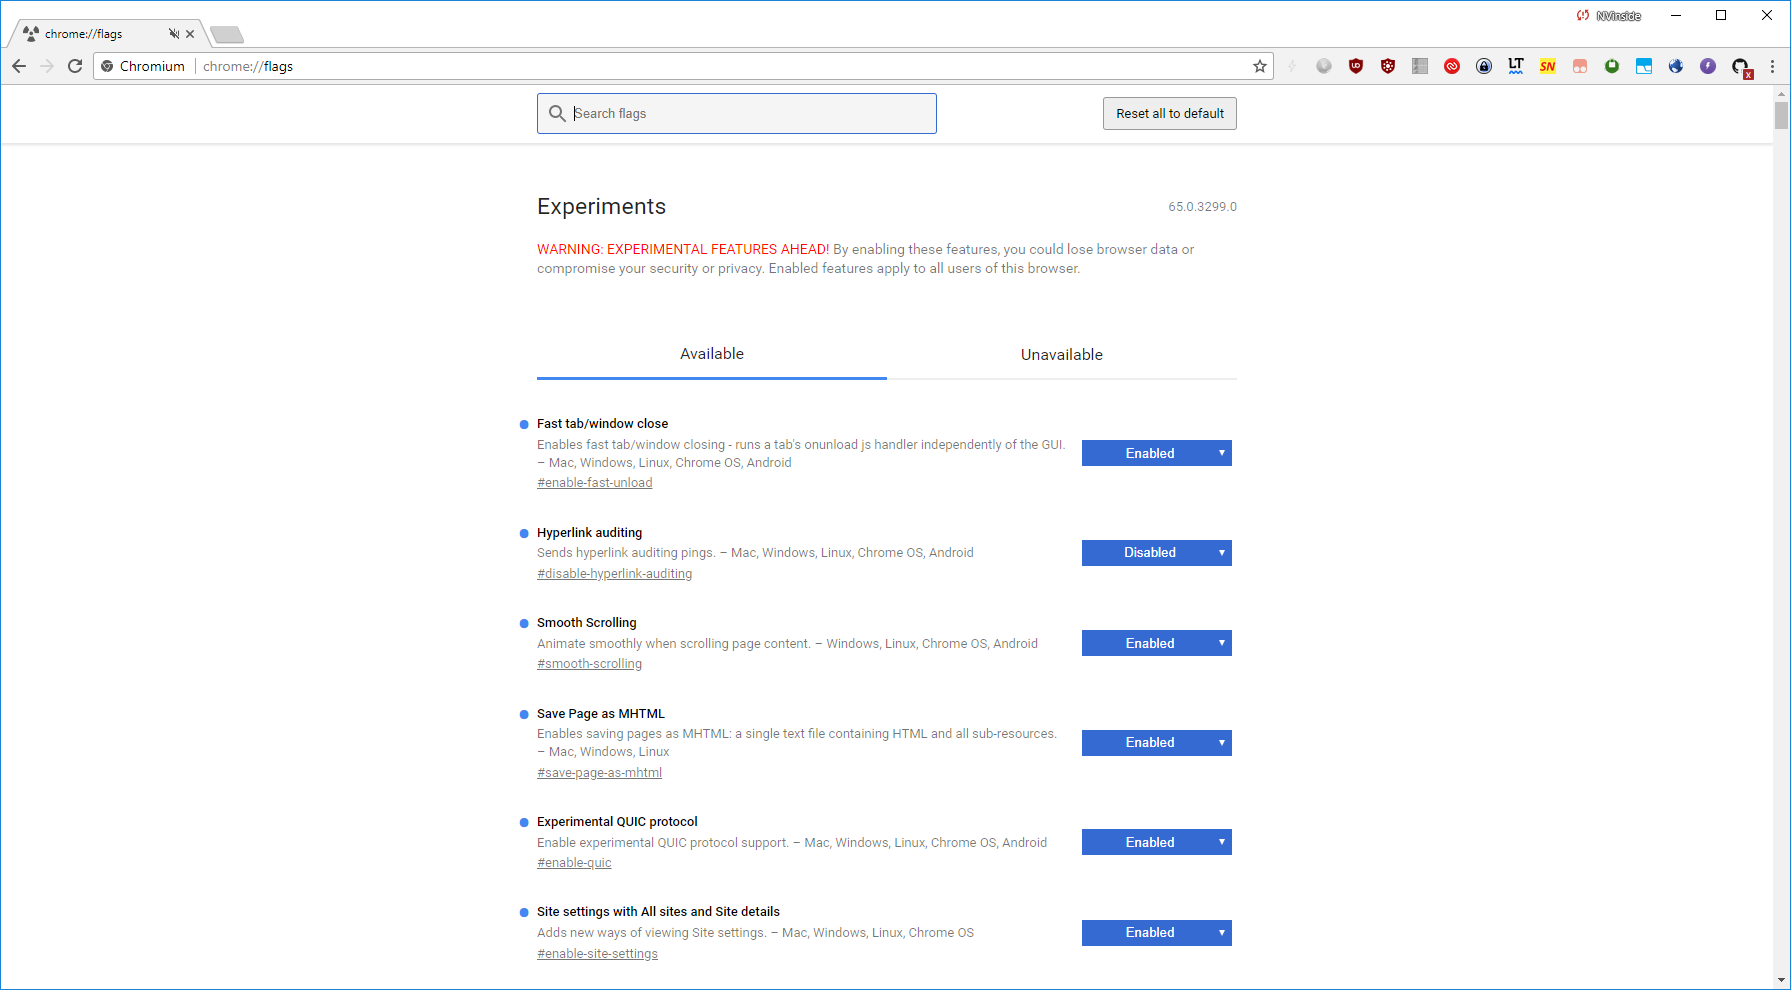 NVinside
chrome://flags
Chromium
chrome://flags
LT
SN
x
Search flags
Reset all to default
Experiments
65.0.3299.0
WARNING: EXPERIMENTAL FEATURES AHEAD! By enabling these features, you could lose browser data or
compromise your security or privacy. Enabled features apply to all users of this browser.
Available
Unavailable
Fast tab/window close
Enables fast tab/window closing - runs a tab's onunload js handler independently of the GUI.
– Mac, Windows, Linux, Chrome OS, Android
#enable-fast-unload
Enabled
Hyperlink auditing
Sends hyperlink auditing pings. – Mac, Windows, Linux, Chrome OS, Android
#disable-hyperlink-auditing
Disabled
Smooth Scrolling
Animate smoothly when scrolling page content. – Windows, Linux, Chrome OS, Android
#smooth-scrolling
Enabled
Save Page as MHTML
Enables saving pages as MHTML: a single text file containing HTML and all sub-resources.
– Mac, Windows, Linux
#save-page-as-mhtml
Enabled
Experimental QUIC protocol
Enable experimental QUIC protocol support. – Mac, Windows, Linux, Chrome OS, Android
#enable-quic
Enabled
Site settings with All sites and Site details
Adds new ways of viewing Site settings. – Mac, Windows, Linux, Chrome OS
#enable-site-settings
Enabled